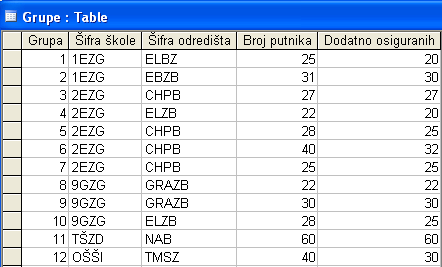 Grupe : Table
Grupa Šifra škole Šifra odredišta Broj putnika Dodatno osiguranih
1 1EZG ELBZ 25 20
2 1EZG EBZB 31 30
3 2EZG CHPB 27 27
4 2EZG ELZB 22 20
5 2EZG CHPB 28 25
6 2EZG CHPB 40 32
7 2EZG CHPB 25 25
8 9GZG GRAZB 22 22
9 9GZG GRAZB 30 30
10 9GZG ELZB 28 25
11 TŠZD NAB 60 60
12 OŠŠI TMSZ 40 30